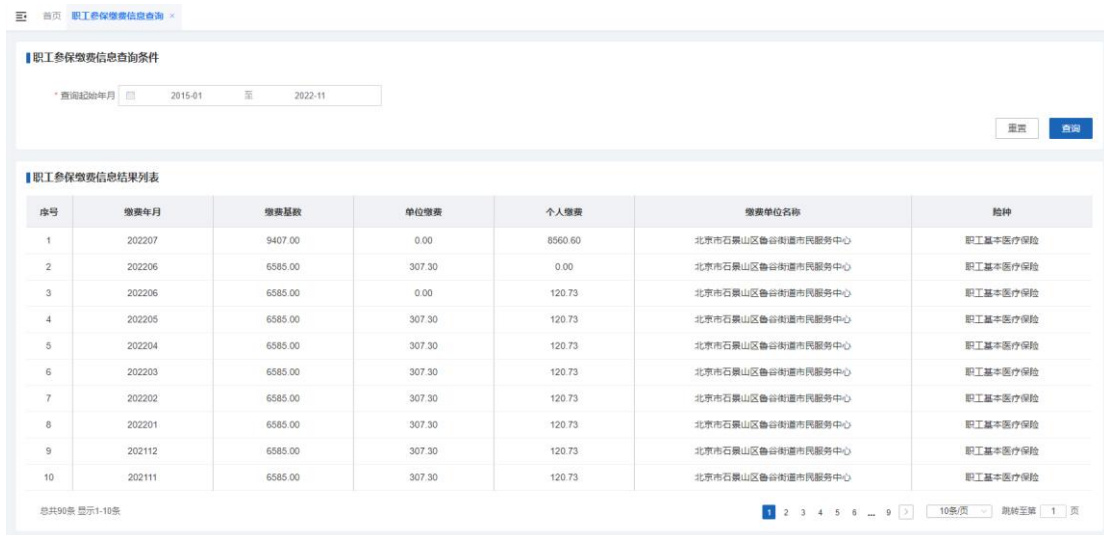 首页 职工参保缴费信息查询 ×
职工参保缴费信息查询条件
* 查询起始年月 2015-01 至 2022-11
重置 查询
职工参保缴费信息结果列表
序号 缴费年月 缴费基数 单位缴费 个人缴费 缴费单位名称 险种
1 202207 9407.00 0.00 8560.60 北京市石景山区鲁谷街道市民服务中心 职工基本医疗保险
2 202206 6585.00 307.30 0.00 北京市石景山区鲁谷街道市民服务中心 职工基本医疗保险
3 202206 6585.00 0.00 120.73 北京市石景山区鲁谷街道市民服务中心 职工基本医疗保险
4 202205 6585.00 307.30 120.73 北京市石景山区鲁谷街道市民服务中心 职工基本医疗保险
5 202204 6585.00 307.30 120.73 北京市石景山区鲁谷街道市民服务中心 职工基本医疗保险
6 202203 6585.00 307.30 120.73 北京市石景山区鲁谷街道市民服务中心 职工基本医疗保险
7 202202 6585.00 307.30 120.73 北京市石景山区鲁谷街道市民服务中心 职工基本医疗保险
8 202201 6585.00 307.30 120.73 北京市石景山区鲁谷街道市民服务中心 职工基本医疗保险
9 202112 6585.00 307.30 120.73 北京市石景山区鲁谷街道市民服务中心 职工基本医疗保险
10 202111 6585.00 307.30 120.73 北京市石景山区鲁谷街道市民服务中心 职工基本医疗保险
总共90条 显示1-10条 1 2 3 4 5 6 ... 9 > 10条/页 跳转至第 1 页